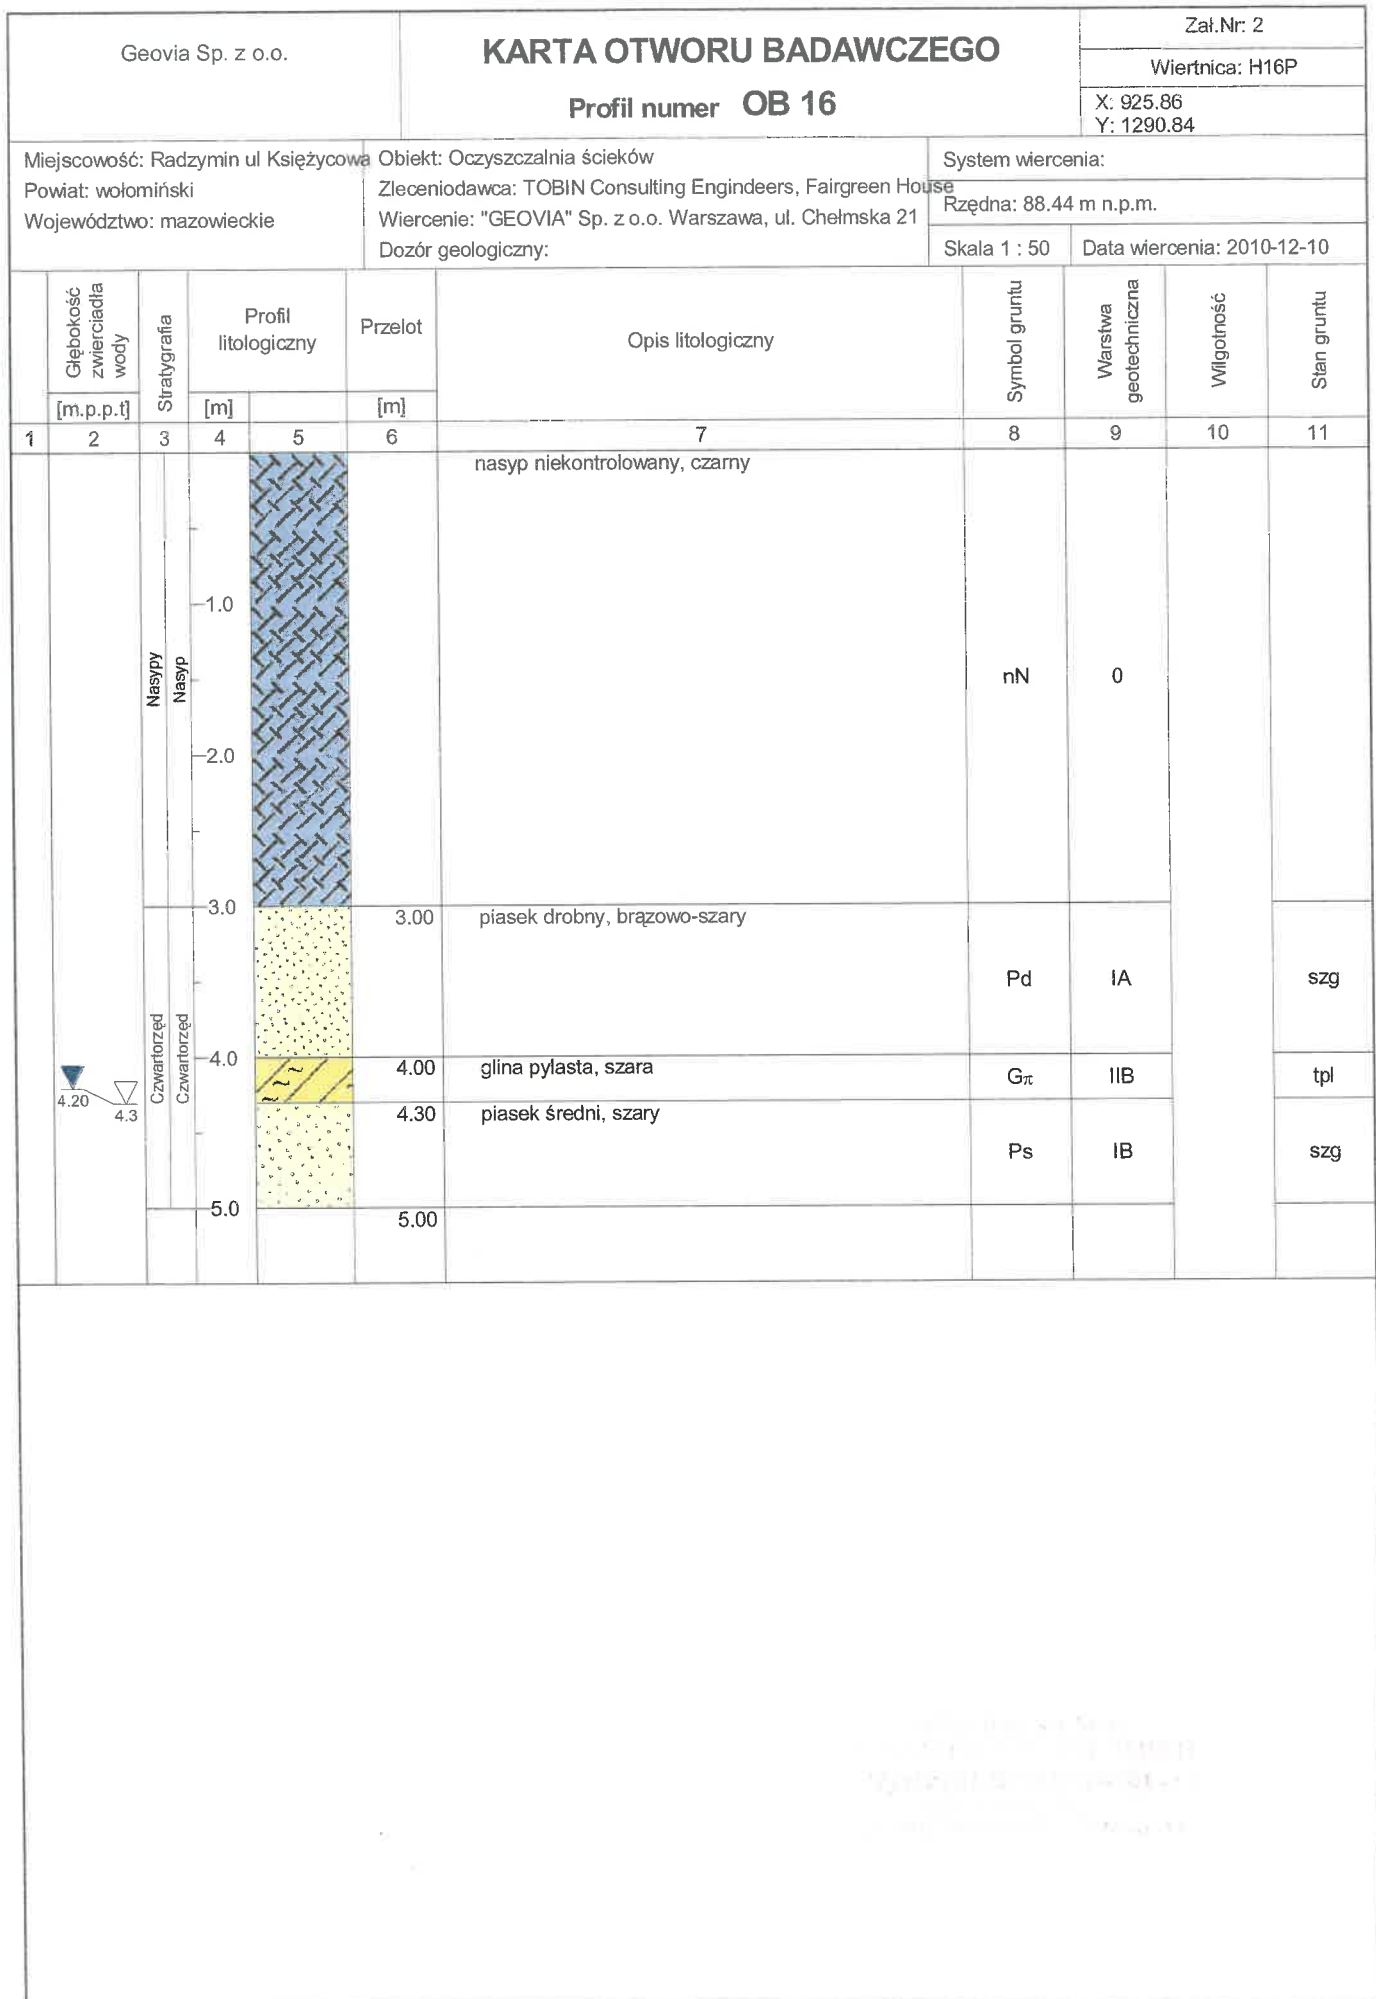 Geovia Sp. z o.o.
KARTA OTWORU BADAWCZEGO
Profil numer OB 16
Zał.Nr: 2
Wiertnica: H16P
X: 925.86
Y: 1290.84
Miejscowość: Radzymin ul Księżycowa
Powiat: wołomiński
Województwo: mazowieckie
Obiekt: Oczyszczalnia ścieków
Zleceniodawca: TOBIN Consulting Engindeers, Fairgreen House
Wiercenie: "GEOVIA" Sp. z o.o. Warszawa, ul. Chełmska 21
Dozór geologiczny:
System wiercenia:
Rzędna: 88.44 m n.p.m.
Skala 1 : 50
Data wiercenia: 2010-12-10
Głębokość zwierciadła wody
[m.p.p.t]
Stratygrafia
Profil litologiczny
[m]
Przelot
[m]
Opis litologiczny
Symbol gruntu
Warstwa geotechniczna
Wilgotność
Stan gruntu
1 2 3 4 5 6 7 8 9 10 11
nasyp niekontrolowany, czarny
1.0
Nasypy
Nasyp
nN 0
2.0
3.0 3.00 piasek drobny, brązowo-szary
Pd IA szg
Czwartorzęd
Czwartorzęd
4.0 4.00 glina pylasta, szara
Gπ IIB tpl
4.20
4.3
4.30 piasek średni, szary
Ps IB szg
5.0
5.00